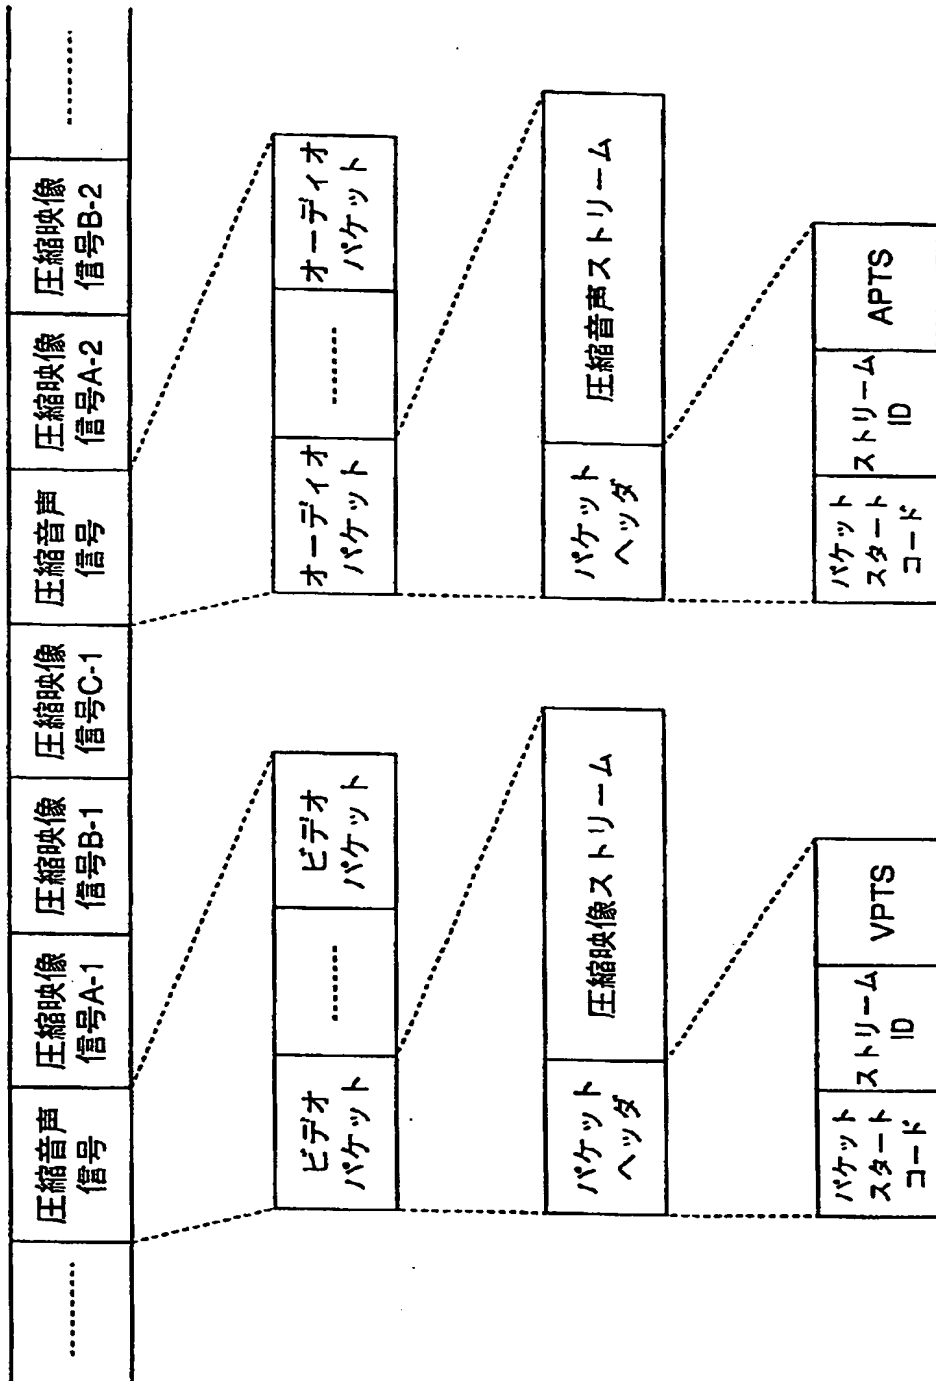 圧縮音声
信号
圧縮映像
信号A-1
圧縮映像
信号B-1
圧縮映像
信号C-1
圧縮音声
信号
圧縮映像
信号A-2
圧縮映像
信号B-2
ビデオ
パケット
ビデオ
パケット
オーディオ
パケット
オーディオ
パケット
パケット
ヘッダ
圧縮映像ストリーム
パケット
ヘッダ
圧縮音声ストリーム
パケット
スタート
コード
ストリーム
ID
VPTS
パケット
スタート
コード
ストリーム
ID
APTS